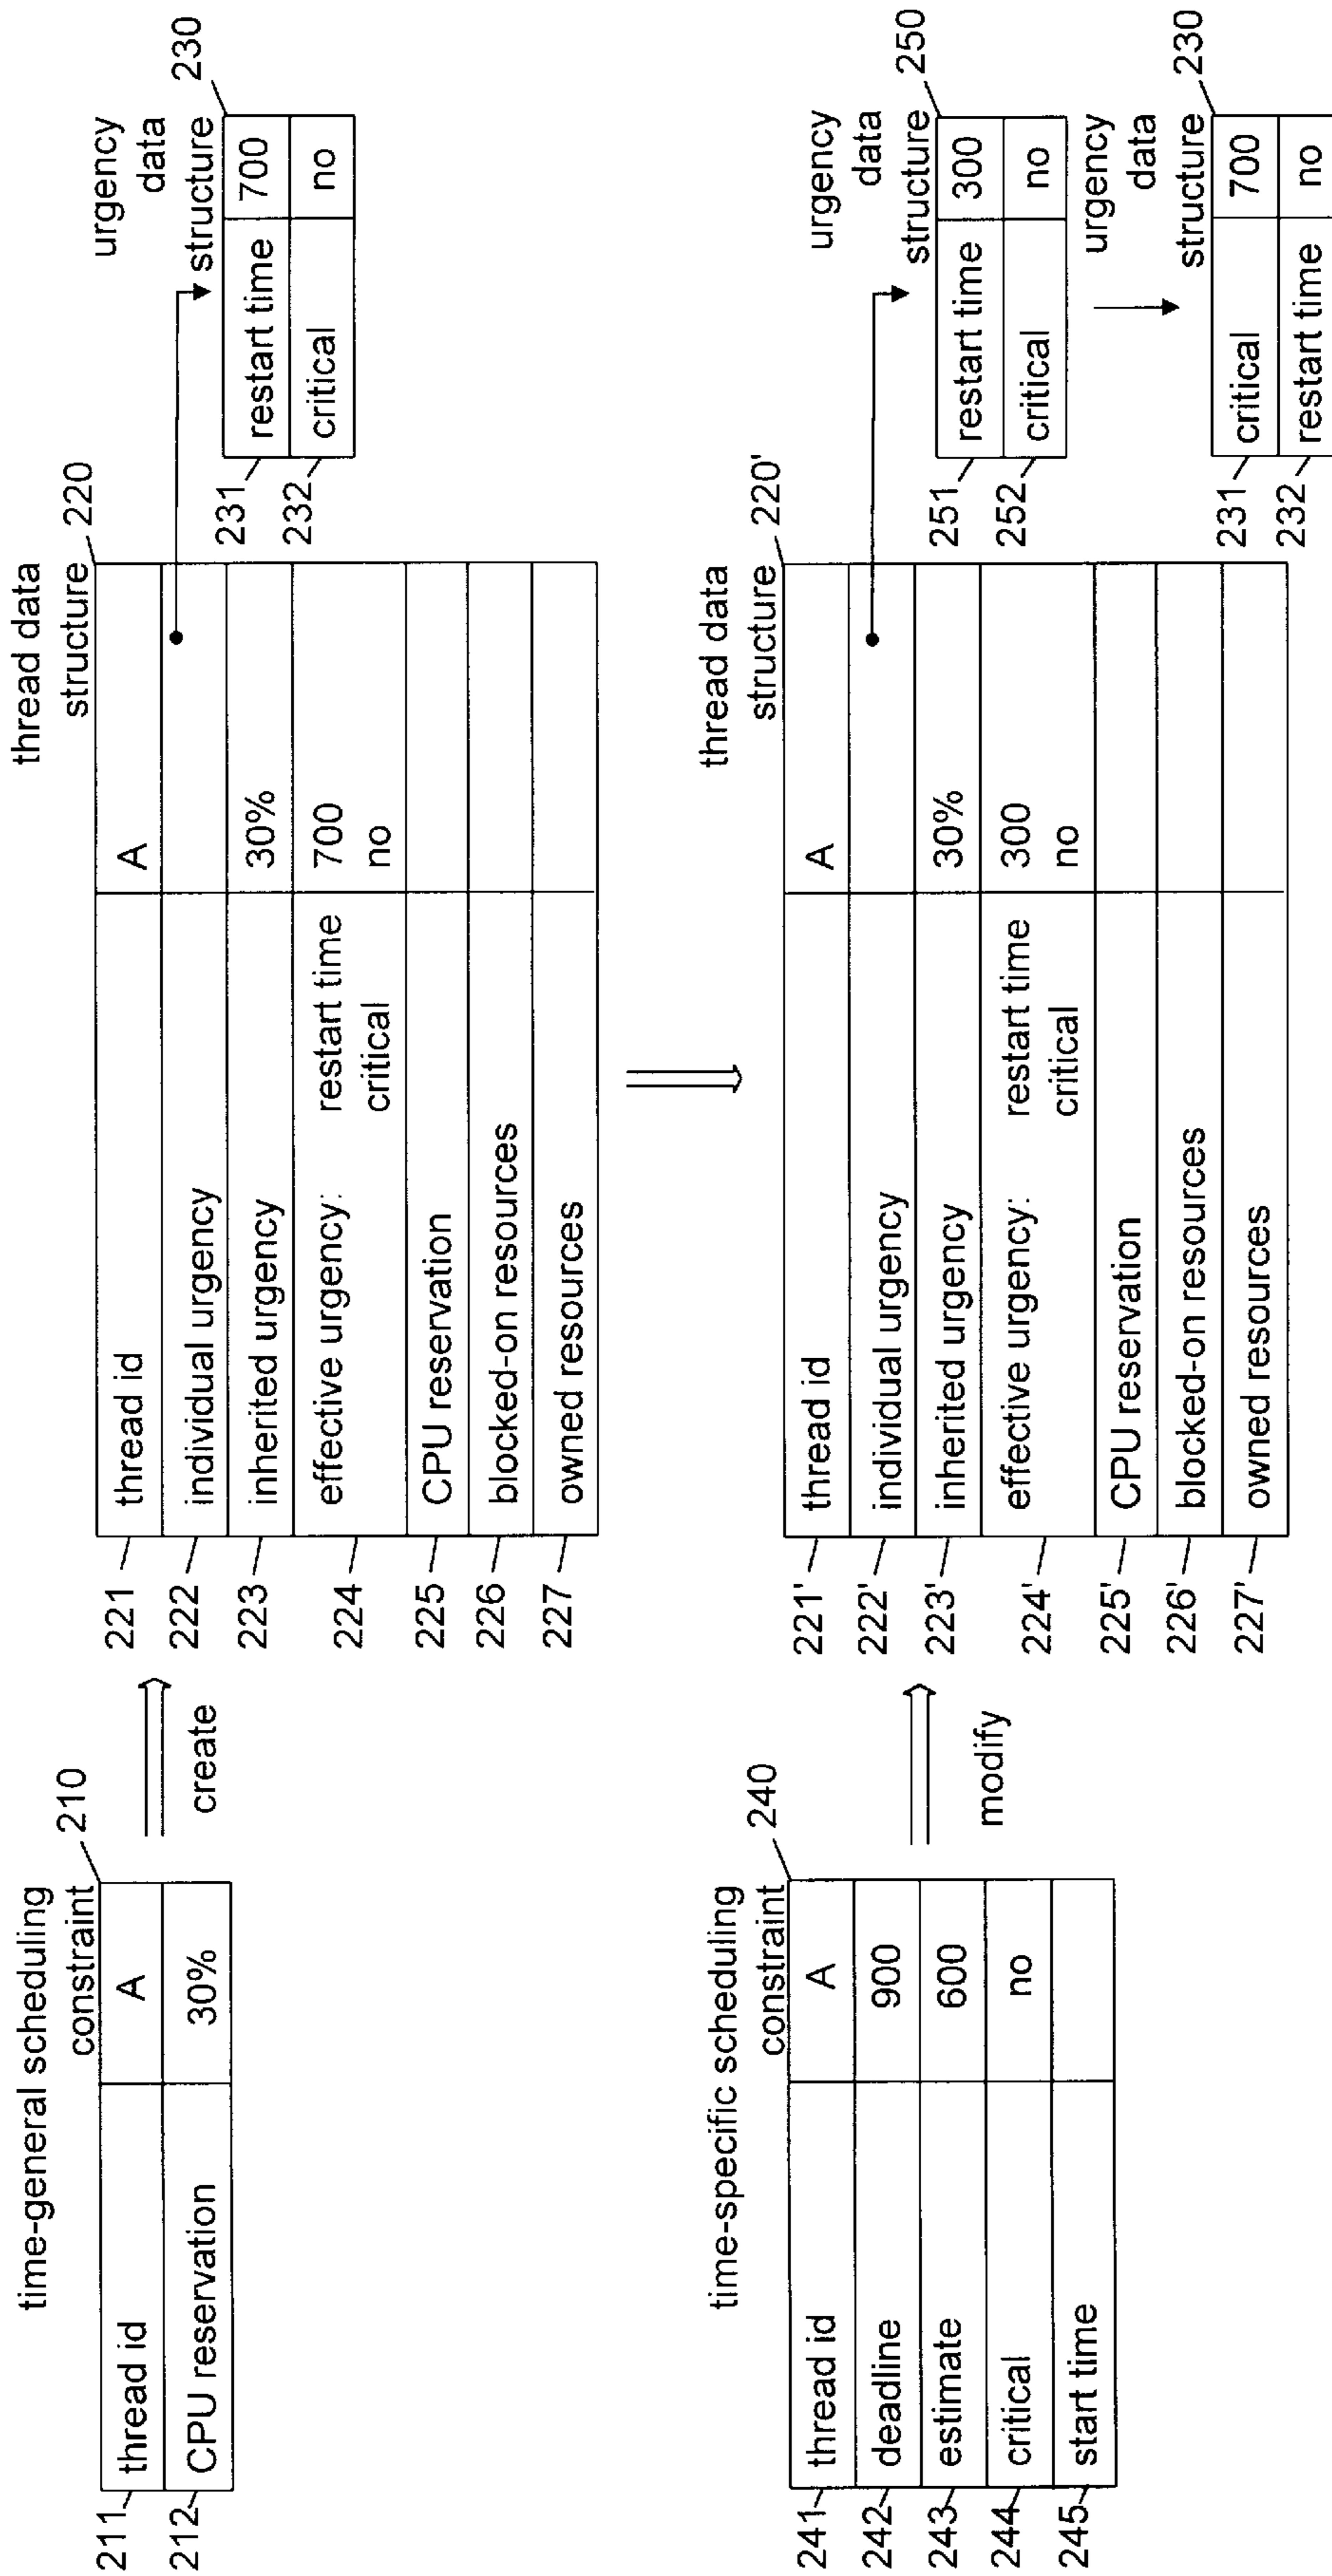 time-general scheduling
constraint
210
211
thread id
A
212
CPU reservation
30%
create
thread data
structure
220
221
thread id
A
222
individual urgency
223
inherited urgency
30%
224
effective urgency:
restart time
700
critical
no
225
CPU reservation
226
blocked-on resources
227
owned resources
urgency
data
structure
230
231
restart time
700
232
critical
no
time-specific scheduling
constraint
240
241
thread id
A
242
deadline
900
243
estimate
600
244
critical
no
245
start time
modify
thread data
structure
220'
221'
thread id
A
222'
individual urgency
223'
inherited urgency
30%
224'
effective urgency:
restart time
300
critical
no
225'
CPU reservation
226'
blocked-on resources
227'
owned resources
urgency
data
structure
250
251
restart time
300
252
critical
no
urgency
data
structure
230
231
critical
700
232
restart time
no